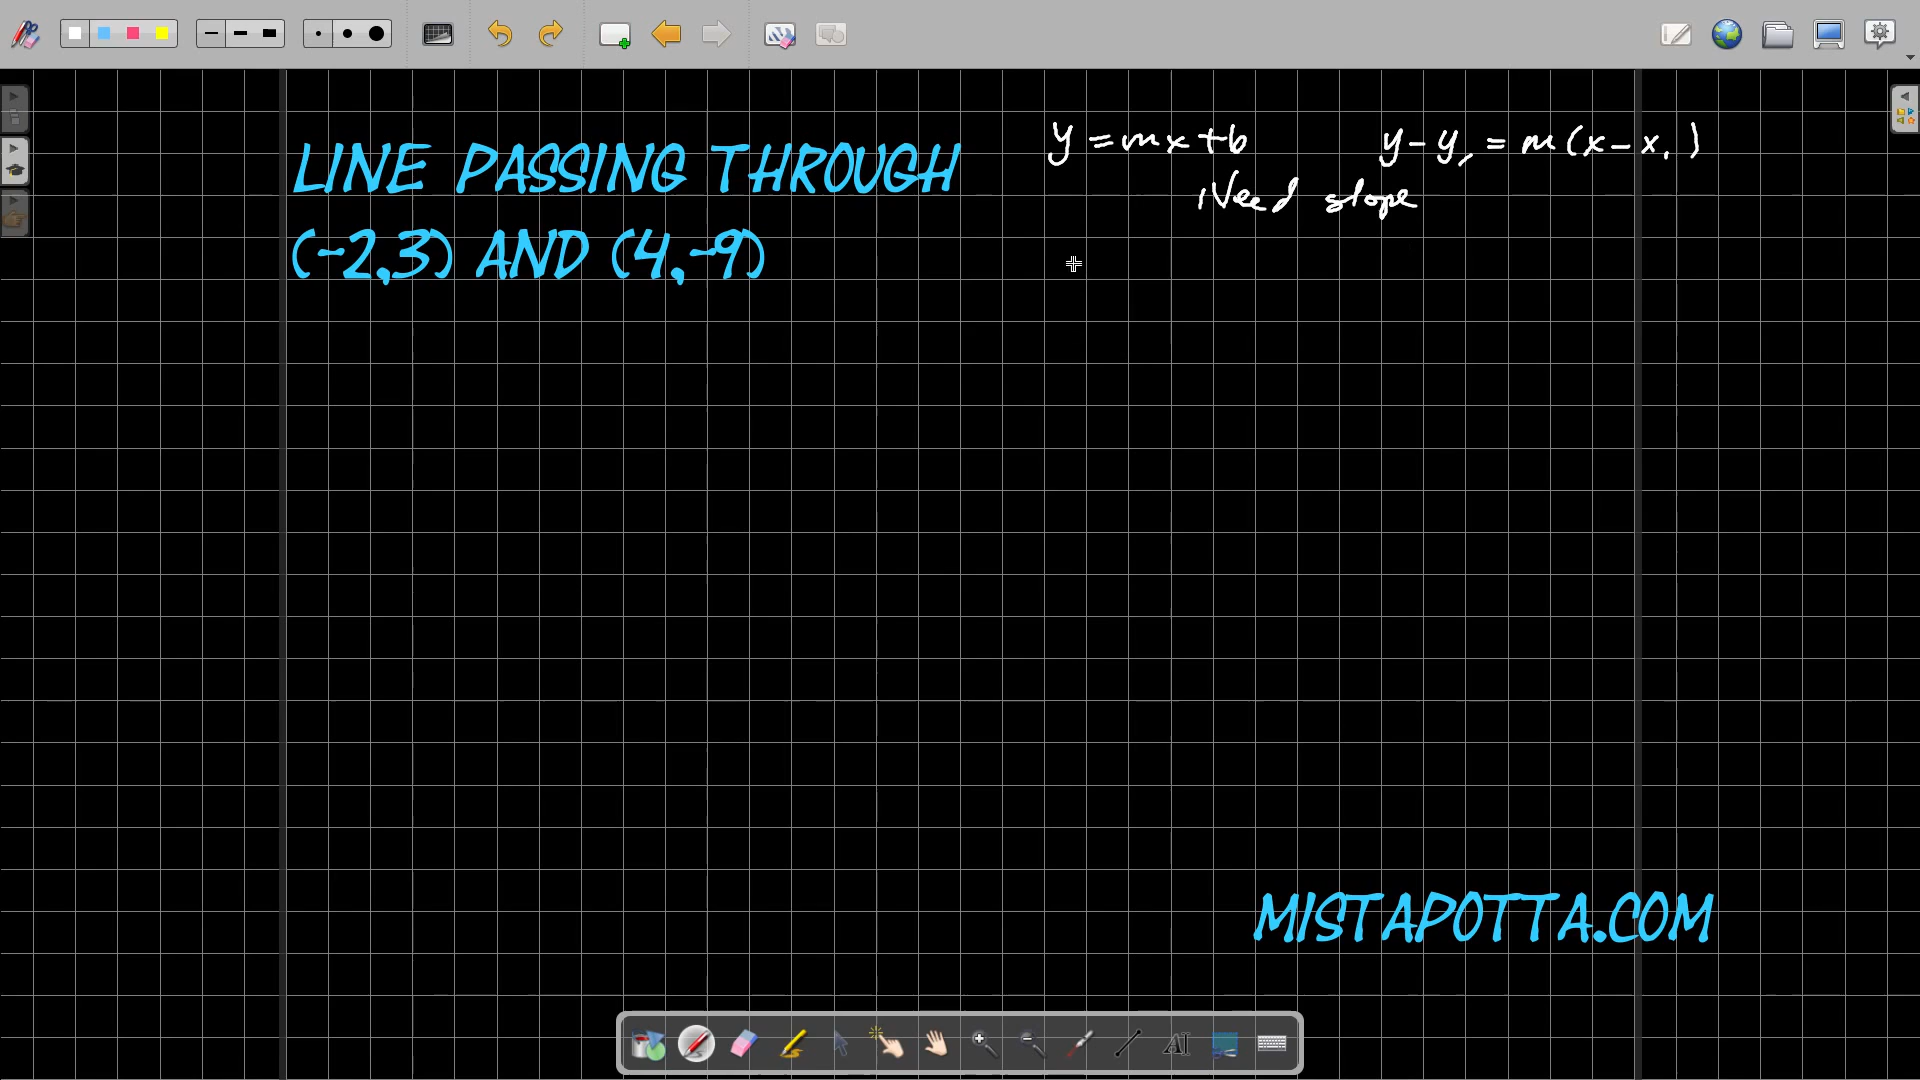 LINE PASSING THROUGH
(-2,3) AND (4,-9)
y = mx + b
y - y₁ = m(x - x₁)
Need slope
MISTAPOTTA.COM